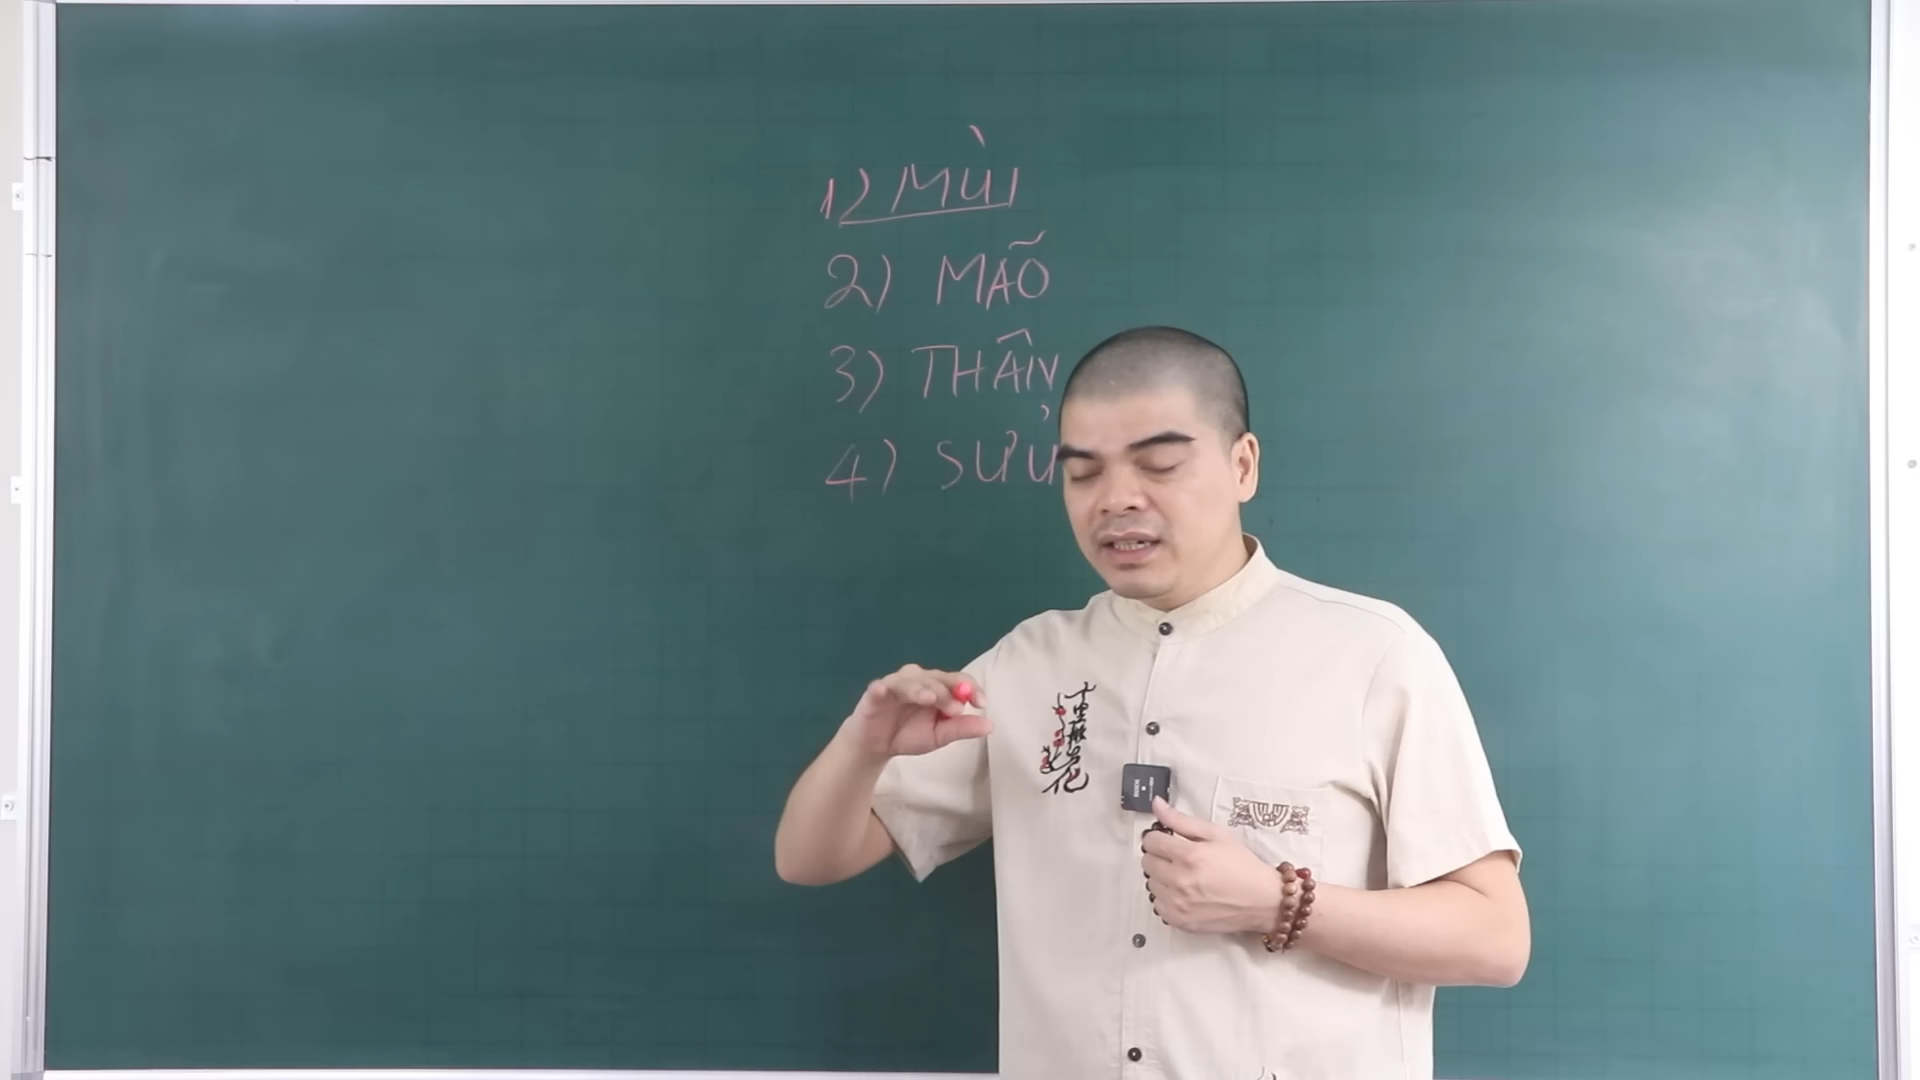 1) MÙI
2) MÃO
3) THÂN
4) SỬU